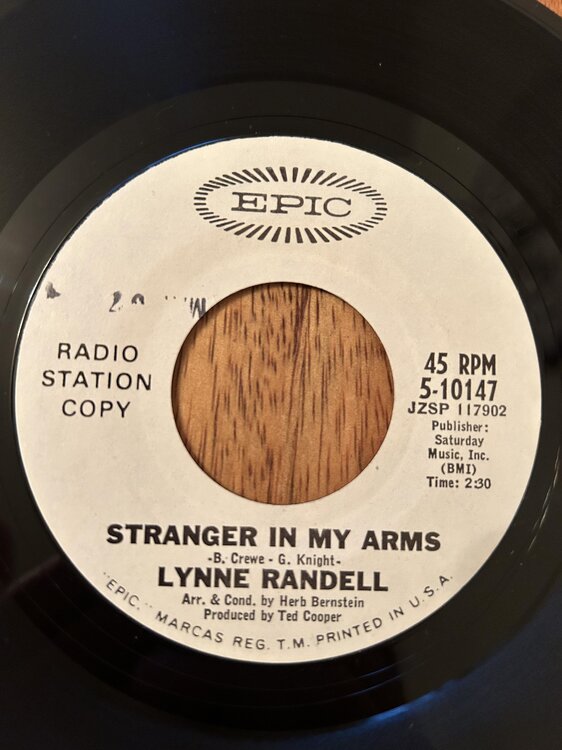 EPIC
RADIO
STATION
COPY
45 RPM
5-10147
JZSP 117902
Publisher:
Saturday
Music, Inc.
(BMI)
Time: 2:30
STRANGER IN MY ARMS
-B. Crewe - G. Knight-
LYNNE RANDELL
Arr. & Cond. by Herb Bernstein
Produced by Ted Cooper
"EPIC," MARCAS REG. T.M. PRINTED IN U.S.A.